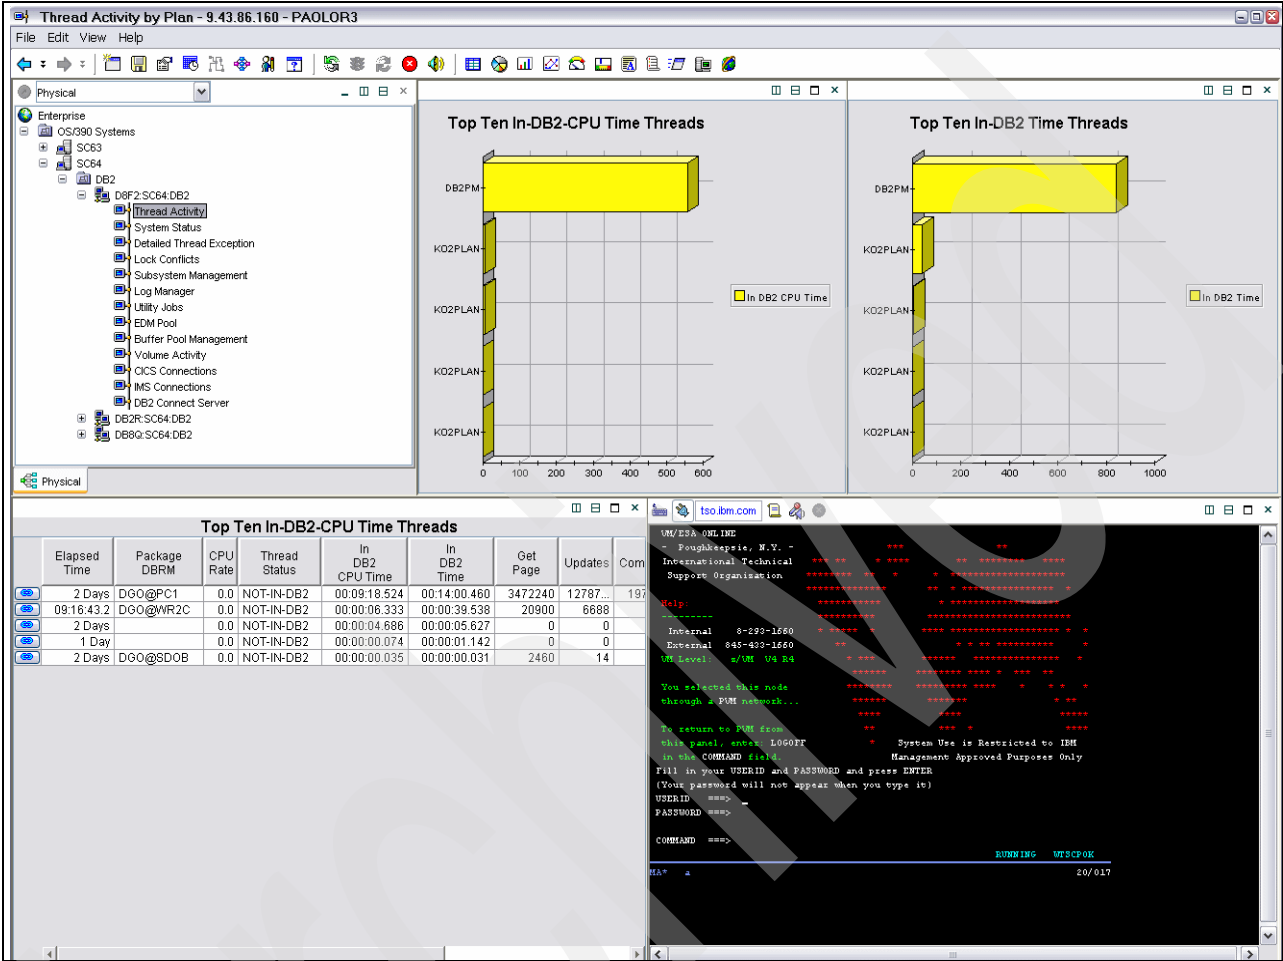 Thread Activity by Plan - 9.43.86.160 - PAOLOR3
File Edit View Help
Physical
Enterprise
OS/390 Systems
SC63
SC64
DB2
D8F2:SC64:DB2
Thread Activity
System Status
Detailed Thread Exception
Lock Conflicts
Subsystem Management
Log Manager
Utility Jobs
EDM Pool
Buffer Pool Management
Volume Activity
CICS Connections
IMS Connections
DB2 Connect Server
DB2R:SC64:DB2
DB8Q:SC64:DB2
Physical
Top Ten In-DB2-CPU Time Threads
DB2PM
KO2PLAN
KO2PLAN
KO2PLAN
KO2PLAN
0 100 200 300 400 500 600
In DB2 CPU Time
Top Ten In-DB2 Time Threads
DB2PM
KO2PLAN
KO2PLAN
KO2PLAN
KO2PLAN
0 200 400 600 800 1000
In DB2 Time
Top Ten In-DB2-CPU Time Threads
Elapsed Time Package DBRM CPU Rate Thread Status In DB2 CPU Time In DB2 Time Get Page Updates Com
2 Days DGO@PC1 0.0 NOT-IN-DB2 00:09:18.524 00:14:00.460 3472240 12787... 197
09:16:43.2 DGO@WR2C 0.0 NOT-IN-DB2 00:00:06.333 00:00:39.538 20900 6688
2 Days 0.0 NOT-IN-DB2 00:00:04.686 00:00:05.627 0 0
1 Day 0.0 NOT-IN-DB2 00:00:00.074 00:00:01.142 0 0
2 Days DGO@SDOB 0.0 NOT-IN-DB2 00:00:00.035 00:00:00.031 2460 14
tso.ibm.com
VM/ESA ONLINE
- Poughkeepsie, N.Y. -
International Technical
Support Organization
Help:
---------
Internal 8-293-1550
External 845-433-1550
VM Level: z/VM V4 R4
You selected this node
through a PVM network...
To return to PVM from
this panel, enter: LOGOFF
in the COMMAND field.
System Use is Restricted to IBM
Management Approved Purposes Only
Fill in your USERID and PASSWORD and press ENTER
(Your password will not appear when you type it)
USERID ===>
PASSWORD ===>
COMMAND ===>
RUNNING WTSCPOK
MA* a 20/017